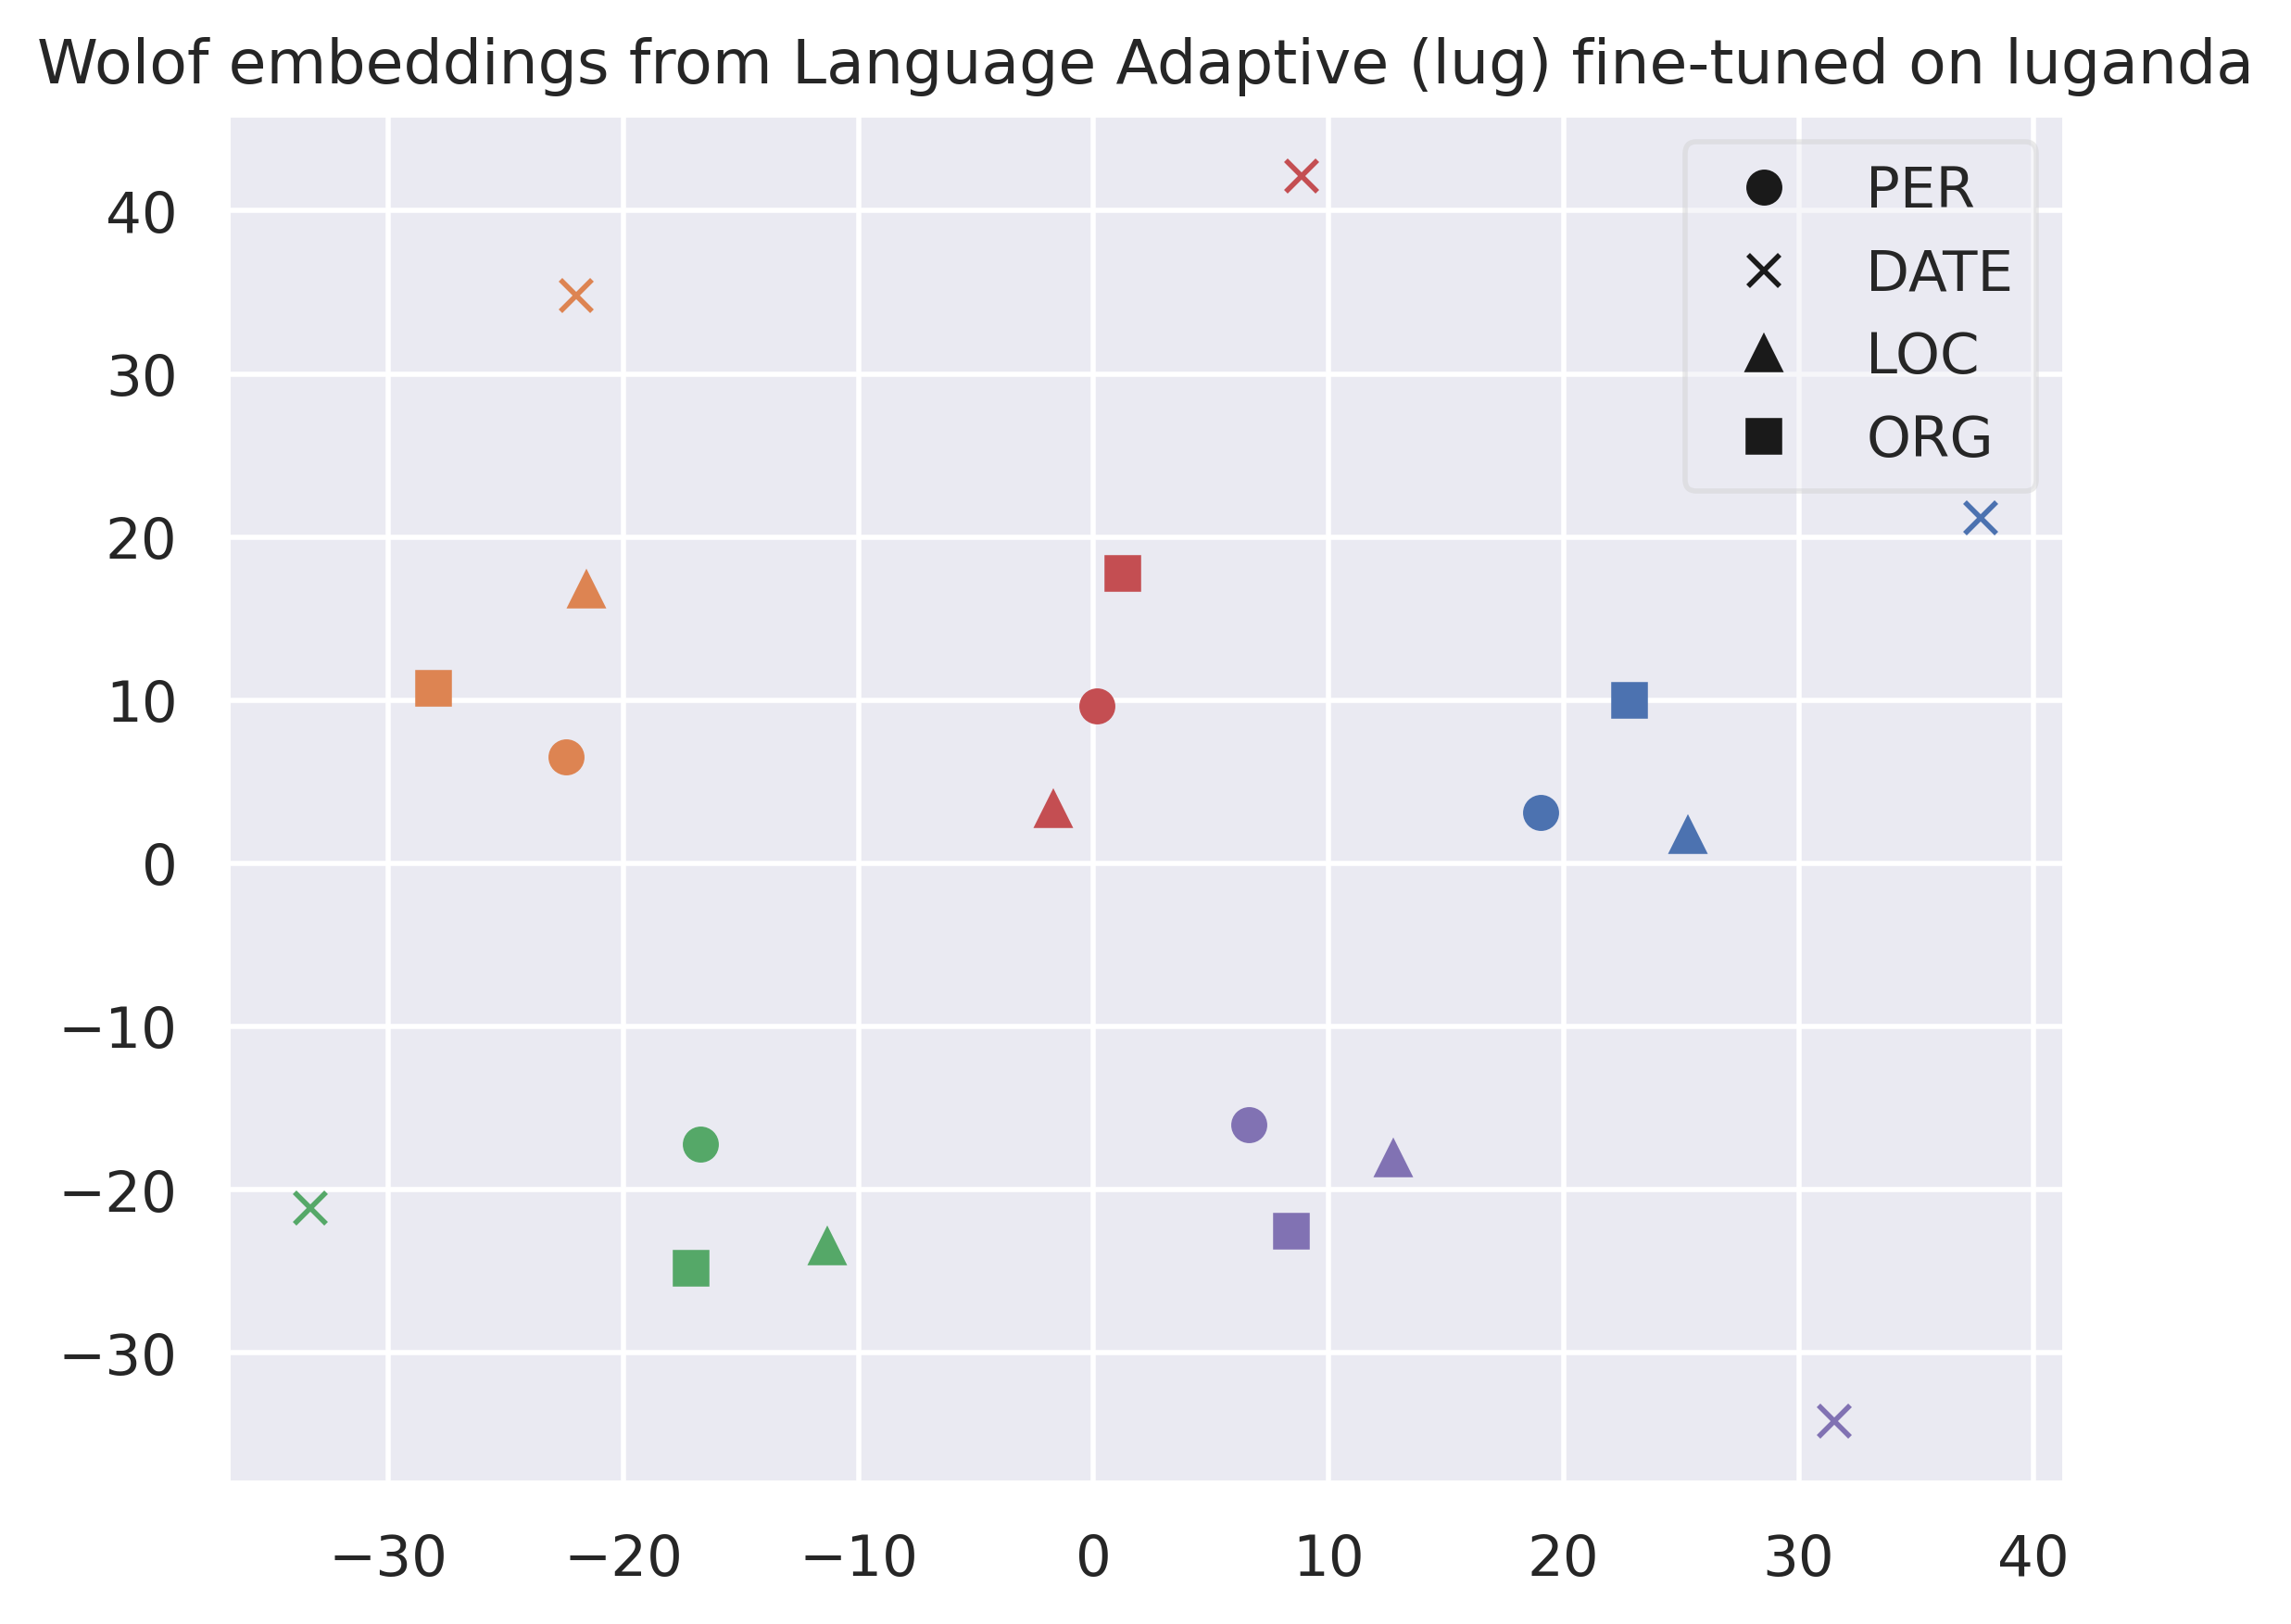 Wolof embeddings from Language Adaptive (lug) fine-tuned on luganda
PER
DATE
LOC
ORG
40
30
20
10
0
−10
−20
−30
−30 −20 −10 0 10 20 30 40